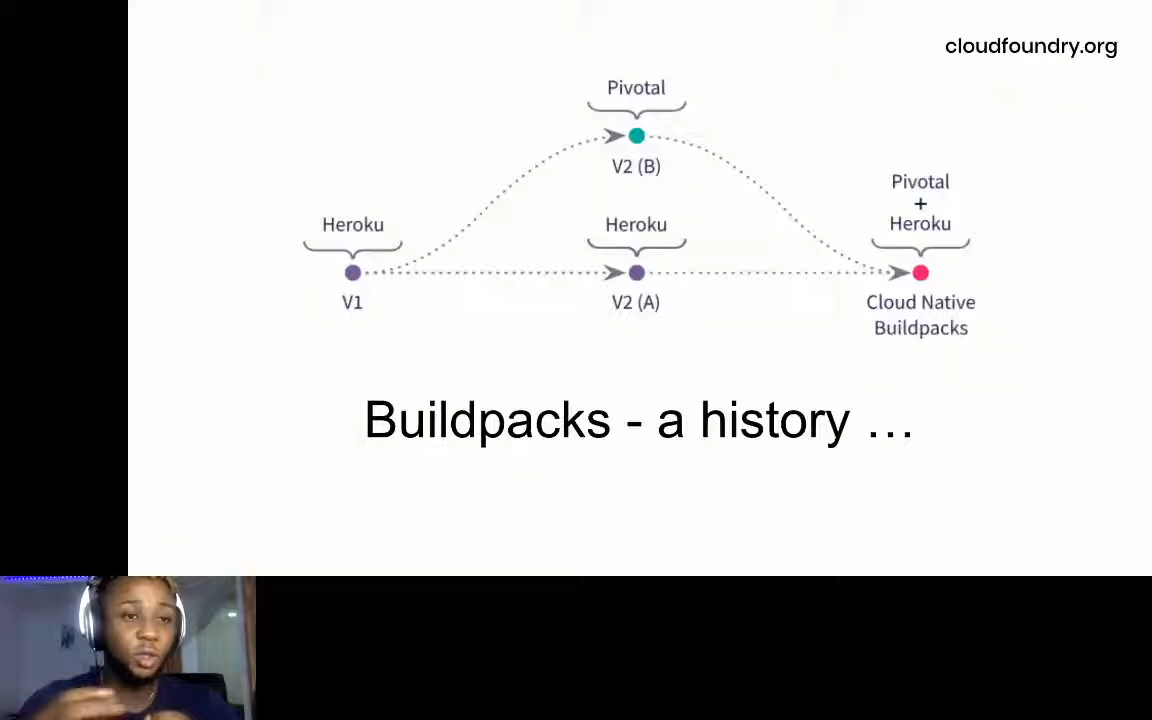 cloudfoundry.org
Pivotal
V2 (B)
Pivotal
+
Heroku
Heroku
Heroku
V1
V2 (A)
Cloud Native
Buildpacks
Buildpacks - a history …